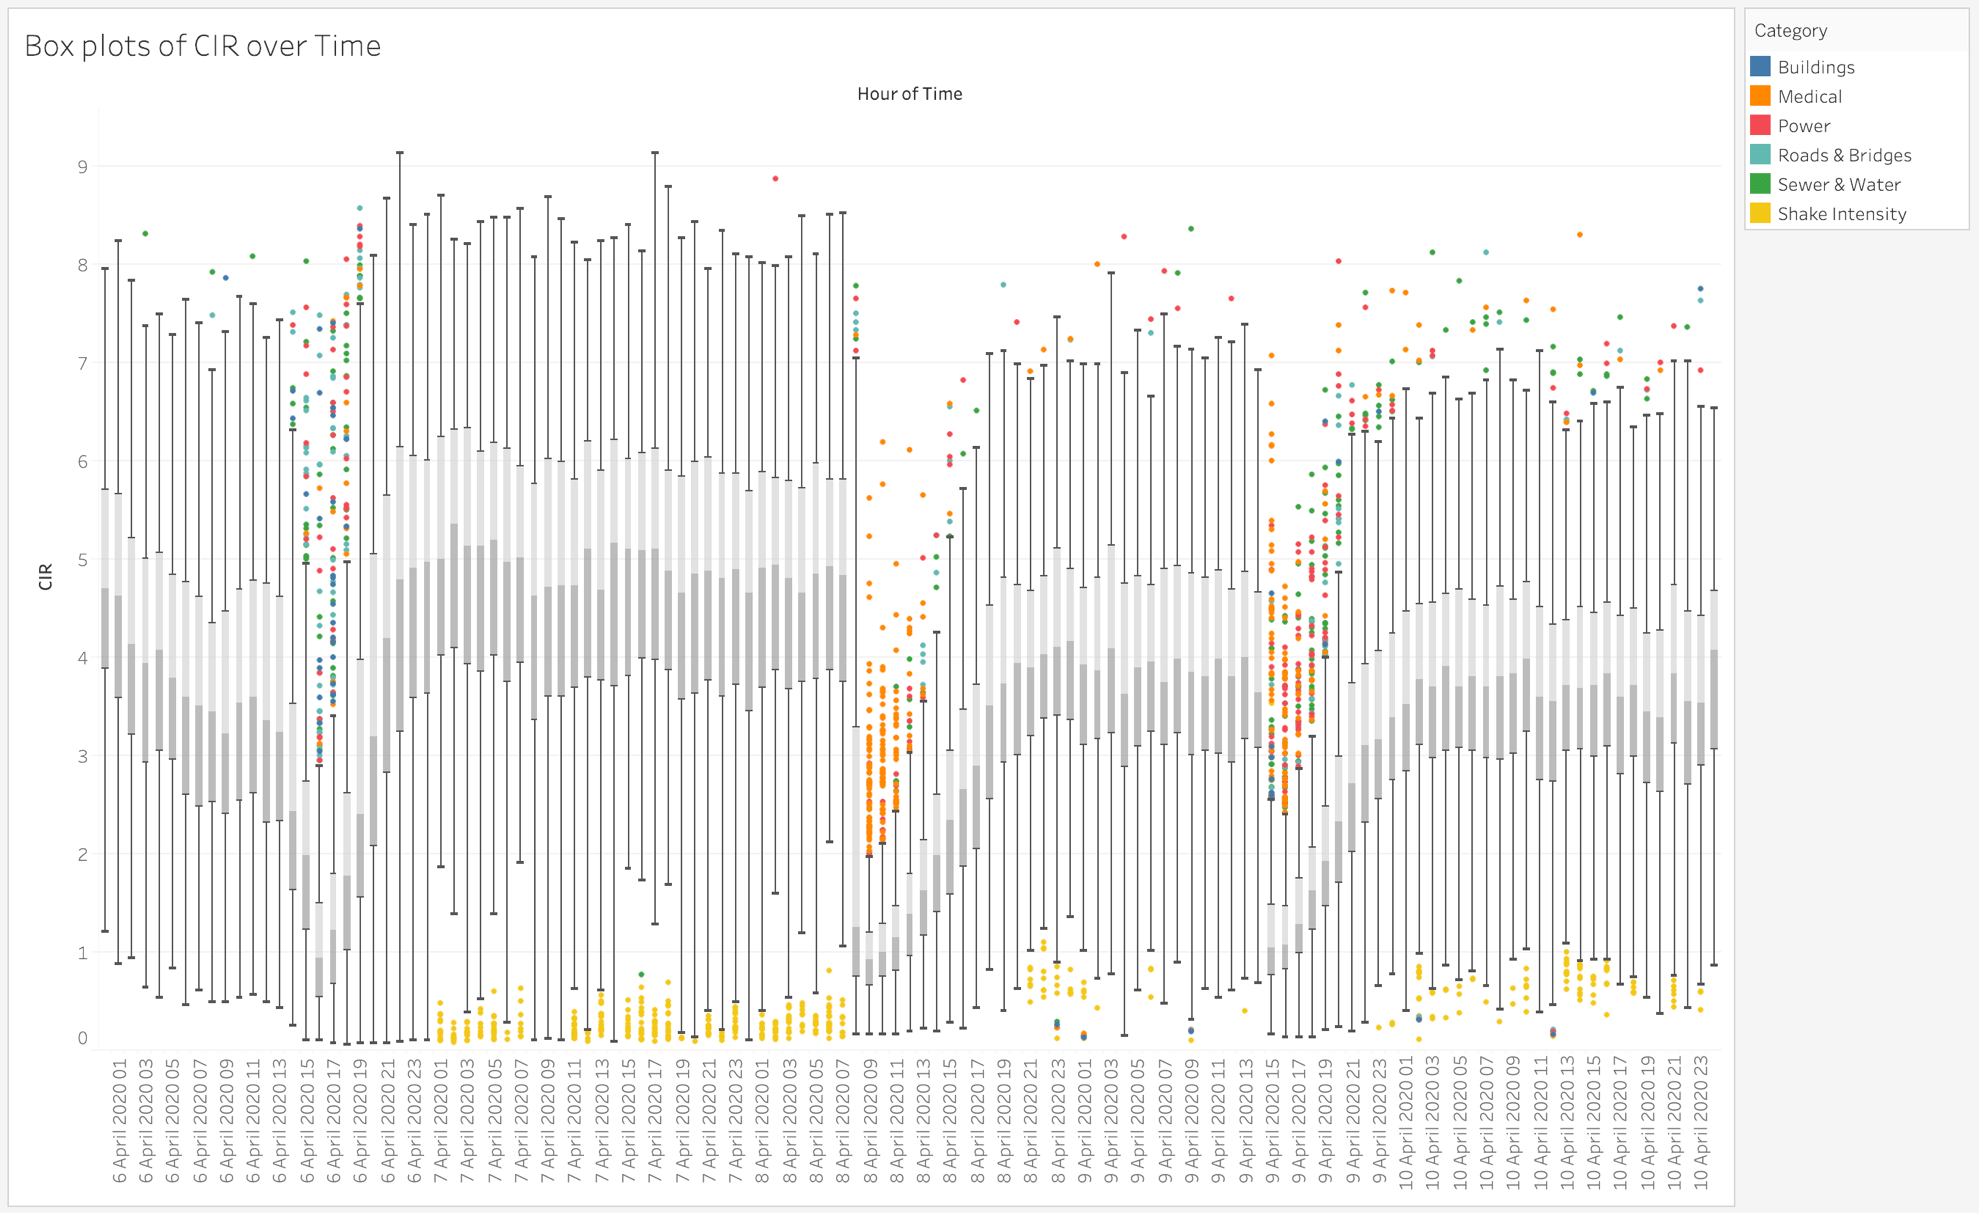 Box plots of CIR over Time
Hour of Time
CIR
9
8
7
6
5
4
3
2
1
0
6 April 2020 01
6 April 2020 03
6 April 2020 05
6 April 2020 07
6 April 2020 09
6 April 2020 11
6 April 2020 13
6 April 2020 15
6 April 2020 17
6 April 2020 19
6 April 2020 21
6 April 2020 23
7 April 2020 01
7 April 2020 03
7 April 2020 05
7 April 2020 07
7 April 2020 09
7 April 2020 11
7 April 2020 13
7 April 2020 15
7 April 2020 17
7 April 2020 19
7 April 2020 21
7 April 2020 23
8 April 2020 01
8 April 2020 03
8 April 2020 05
8 April 2020 07
8 April 2020 09
8 April 2020 11
8 April 2020 13
8 April 2020 15
8 April 2020 17
8 April 2020 19
8 April 2020 21
8 April 2020 23
9 April 2020 01
9 April 2020 03
9 April 2020 05
9 April 2020 07
9 April 2020 09
9 April 2020 11
9 April 2020 13
9 April 2020 15
9 April 2020 17
9 April 2020 19
9 April 2020 21
9 April 2020 23
10 April 2020 01
10 April 2020 03
10 April 2020 05
10 April 2020 07
10 April 2020 09
10 April 2020 11
10 April 2020 13
10 April 2020 15
10 April 2020 17
10 April 2020 19
10 April 2020 21
10 April 2020 23
Category
Buildings
Medical
Power
Roads & Bridges
Sewer & Water
Shake Intensity